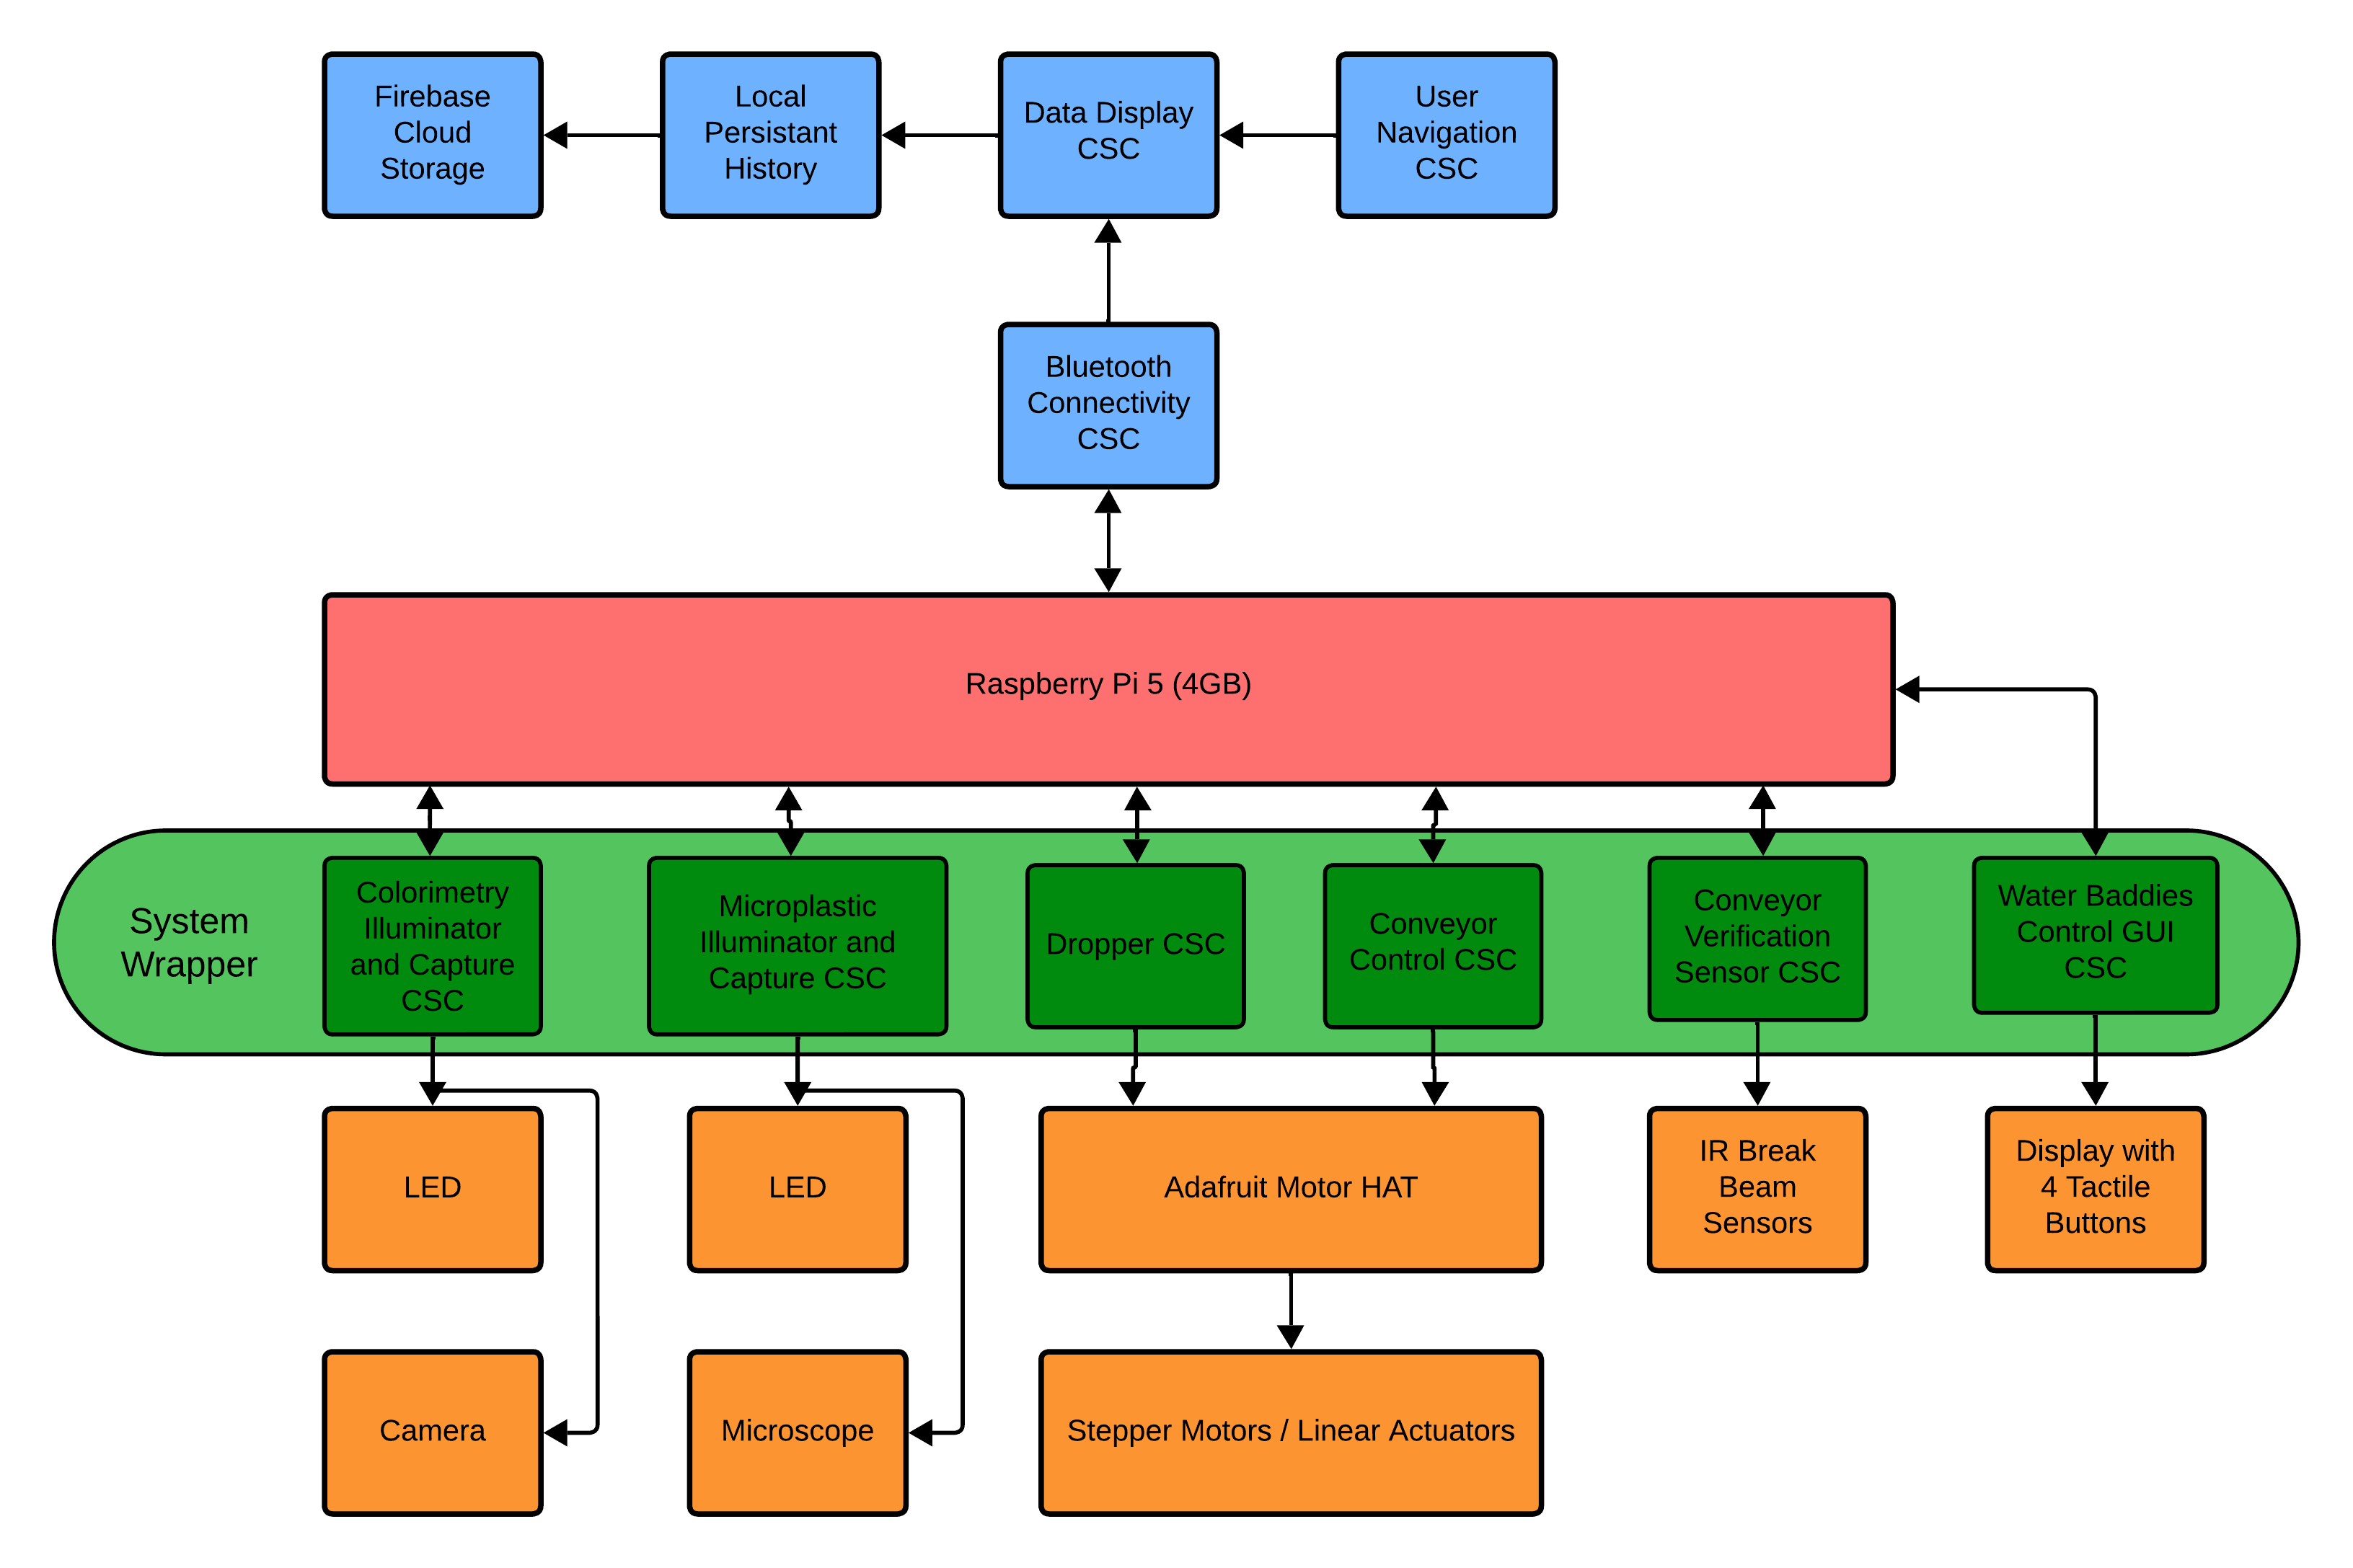 Firebase
Cloud
Storage
Local
Persistant
History
Data Display
CSC
User
Navigation
CSC
Bluetooth
Connectivity
CSC
Raspberry Pi 5 (4GB)
System
Wrapper
Colorimetry
Illuminator
and Capture
CSC
Microplastic
Illuminator and
Capture CSC
Dropper CSC
Conveyor
Control CSC
Conveyor
Verification
Sensor CSC
Water Baddies
Control GUI
CSC
LED
LED
Adafruit Motor HAT
IR Break
Beam
Sensors
Display with
4 Tactile
Buttons
Camera
Microscope
Stepper Motors / Linear Actuators